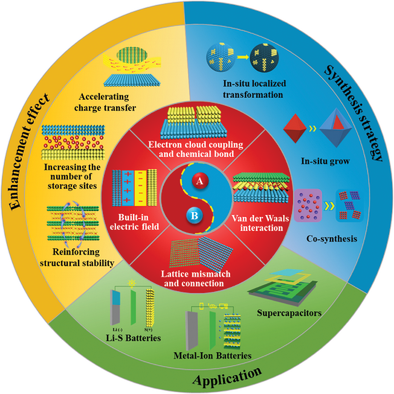 Enhancement effect
Accelerating
charge transfer
Increasing the
number of
storage sites
Reinforcing
structural stability
Synthesis strategy
In-situ localized
transformation
In-situ grow
Co-synthesis
Electron cloud coupling
and chemical bond
Built-in
electric field
A
B
Van der Waals
interaction
Lattice mismatch
and connection
Li-S Batteries
Metal-Ion Batteries
Supercapacitors
Application